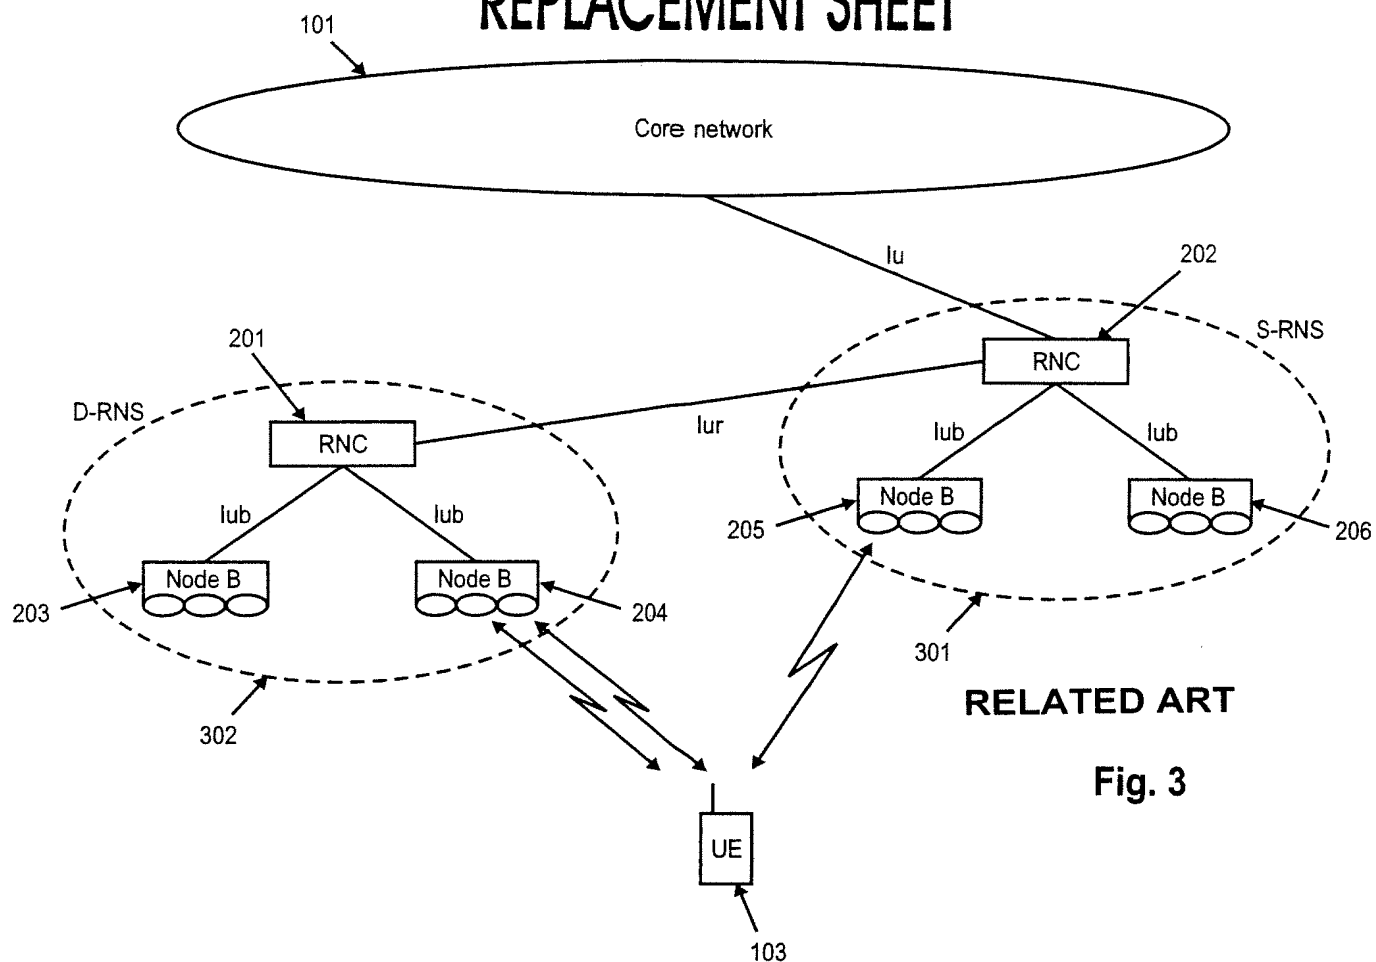 REPLACEMENT SHEET
101
Core network
Iu
202
S-RNS
201
RNC
D-RNS
Iur
RNC
Iub
Iub
Node B
Node B
205
206
Iub
Iub
Node B
Node B
203
204
301
302
RELATED ART
Fig. 3
UE
103